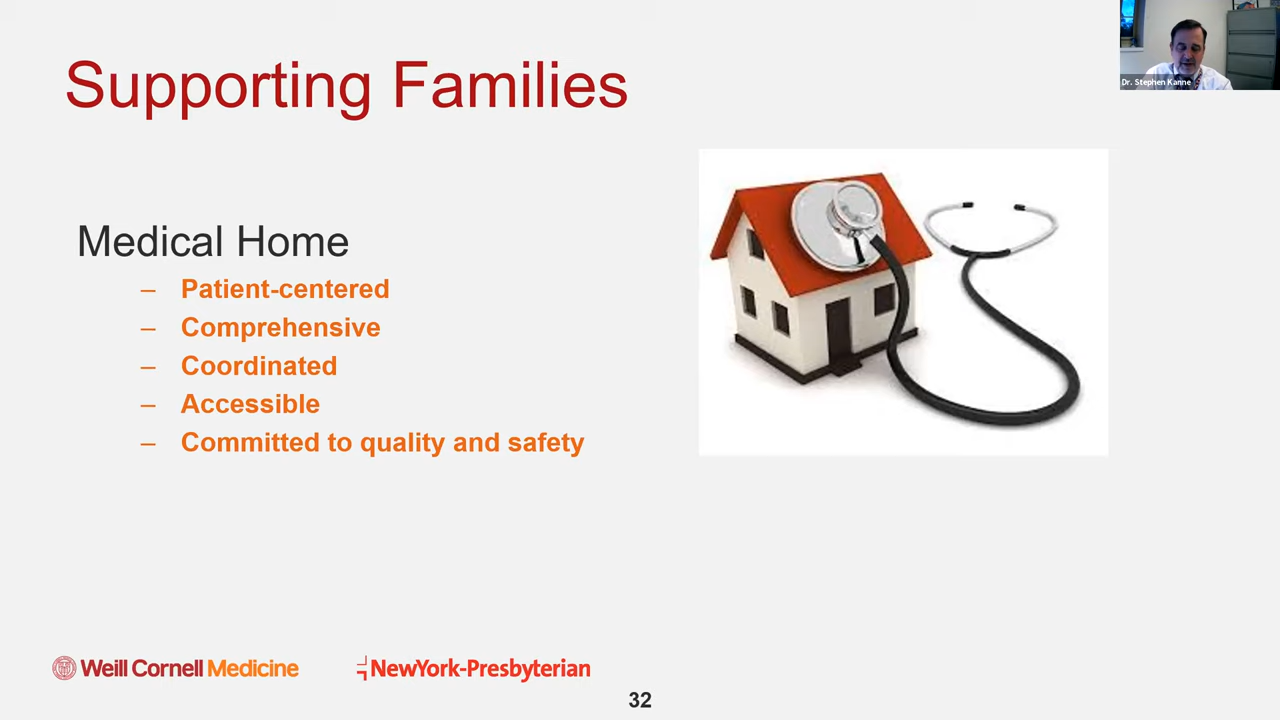 Supporting Families
Dr. Stephen Kanne
Medical Home
– Patient-centered
– Comprehensive
– Coordinated
– Accessible
– Committed to quality and safety
Weill Cornell Medicine
NewYork-Presbyterian
32